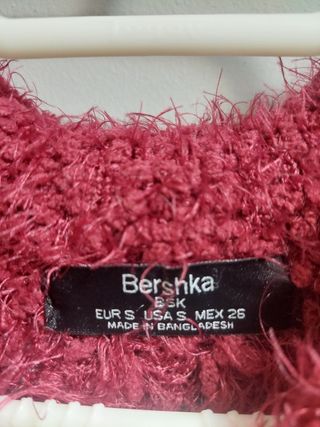 Bershka
BSK
EUR S USA S MEX 26
MADE IN BANGLADESH